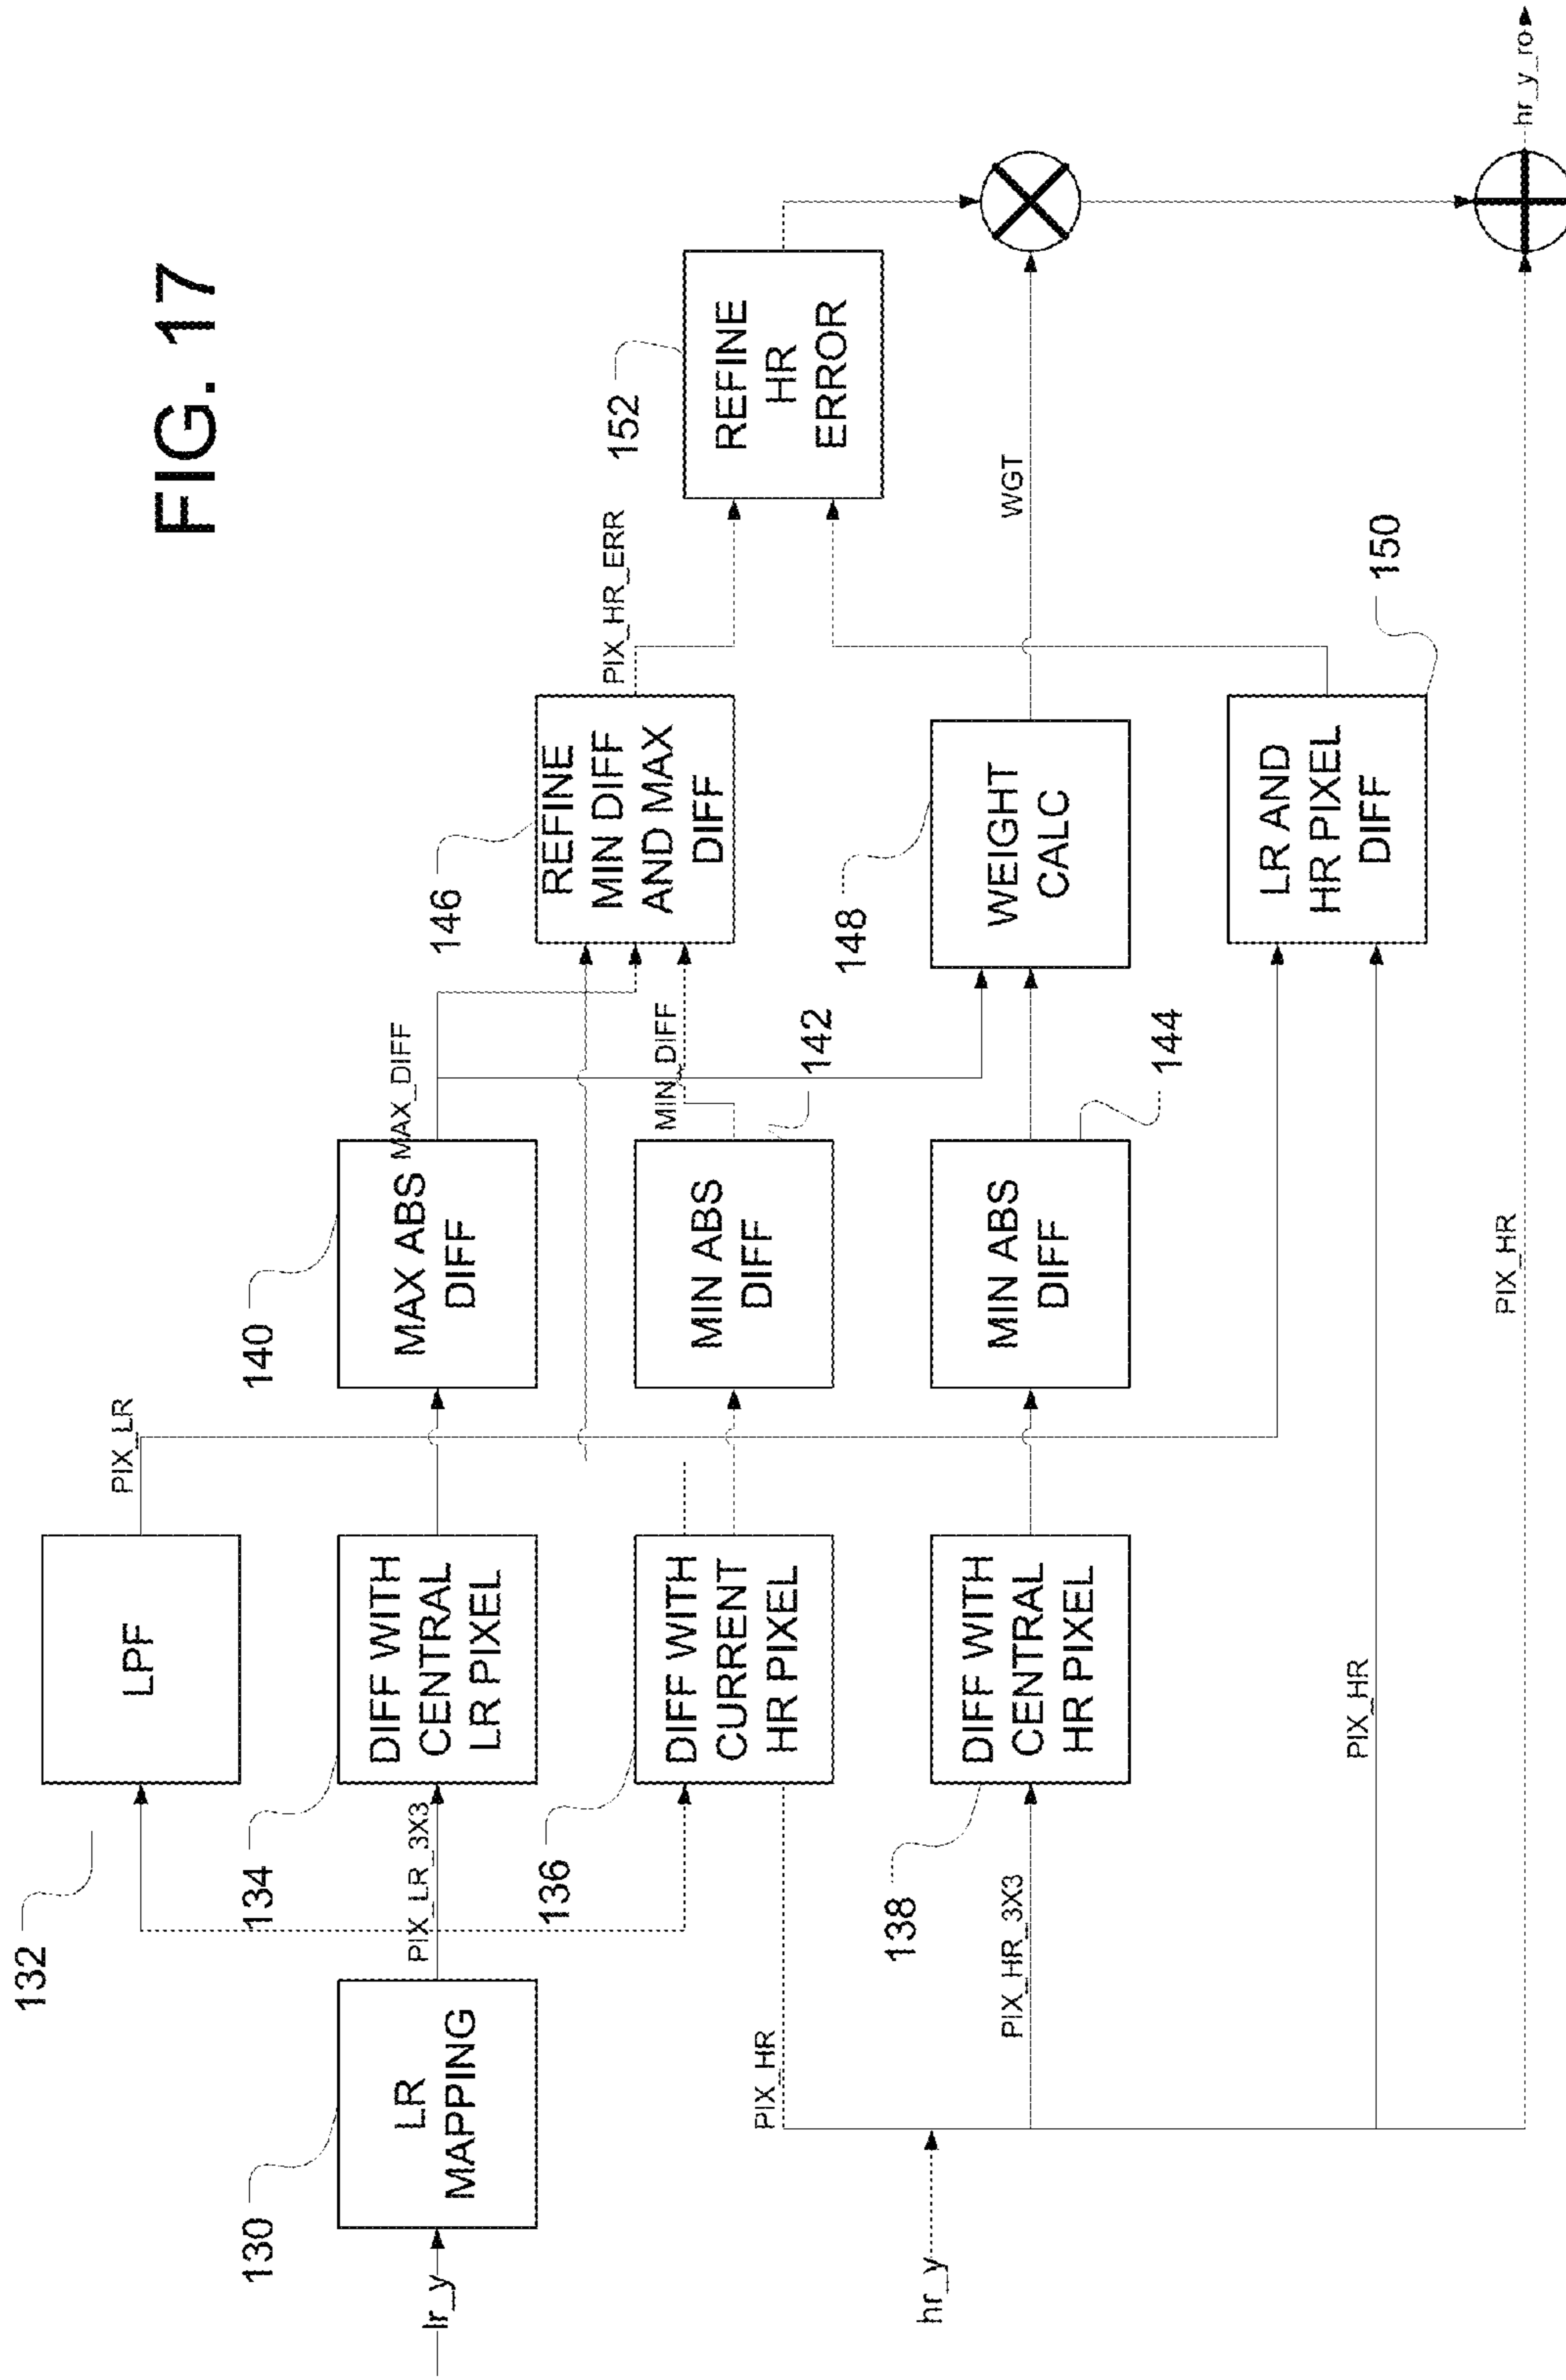 FIG. 17
lr_y
130
LR
MAPPING
132
LPF
PIX_LR
PIX_LR_3X3
134
DIFF WITH
CENTRAL
LR PIXEL
140
MAX ABS
DIFF
MAX_DIFF
136
DIFF WITH
CURRENT
HR PIXEL
MIN ABS
DIFF
142
MIN_DIFF
146
REFINE
MIN DIFF
AND MAX
DIFF
PIX_HR_ERR
152
REFINE
HR
ERROR
hr_y
PIX_HR
PIX_HR_3X3
138
DIFF WITH
CENTRAL
HR PIXEL
MIN ABS
DIFF
144
148
WEIGHT
CALC
WGT
PIX_HR
LR AND
HR PIXEL
DIFF
150
PIX_HR
hr_y_ro